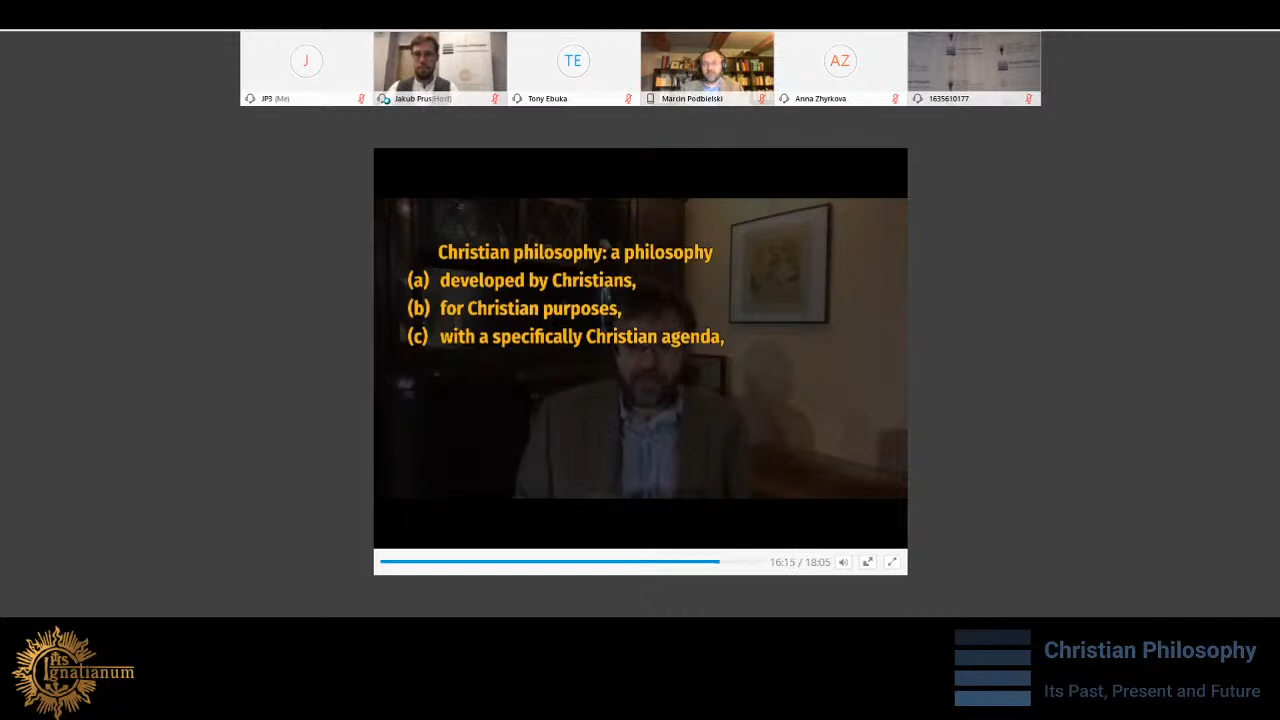 J
TE
AZ
JP3 (Me)
Jakub Prus(Host)
Tony Ebuka
Marcin Podbielski
Anna Zhyrkova
1635610177
Christian philosophy: a philosophy
(a) developed by Christians,
(b) for Christian purposes,
(c) with a specifically Christian agenda,
16:15 / 18:05
IHS
Ignatianum
Christian Philosophy
Its Past, Present and Future